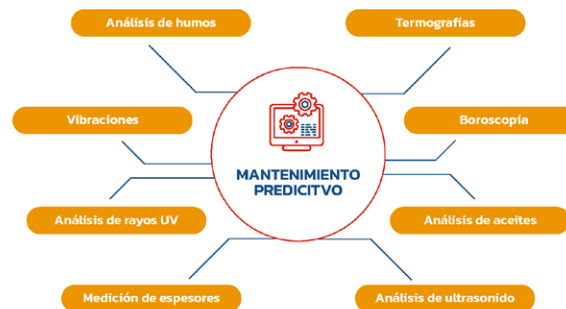 Análisis de humos
Termografías
Vibraciones
Boroscopía
MANTENIMIENTO
PREDICITVO
Análisis de rayos UV
Análisis de aceites
Medición de espesores
Análisis de ultrasonido